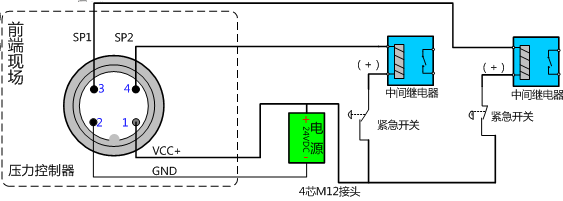 前端现场
SP1
SP2
3
4
2
1
VCC+
GND
压力控制器
+
24VDC
-
电源
4芯M12接头
( + )
中间继电器
紧急开关
( + )
中间继电器
紧急开关